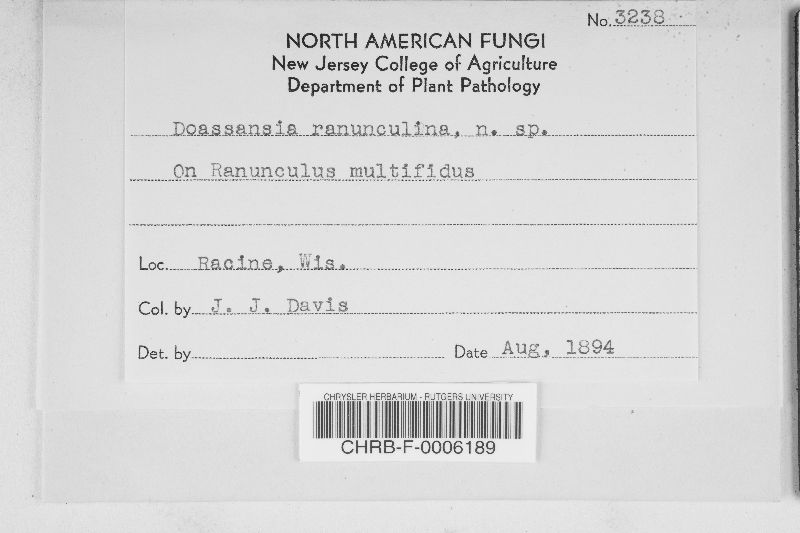 No. 3238
NORTH AMERICAN FUNGI
New Jersey College of Agriculture
Department of Plant Pathology
Doassansia ranunculina, n. sp.
On Ranunculus multifidus
Loc. Racine, Wis.
Col. by J. J. Davis
Det. by
Date Aug, 1894
CHRYSLER HERBARIUM - RUTGERS UNIVERSITY
CHRB-F-0006189